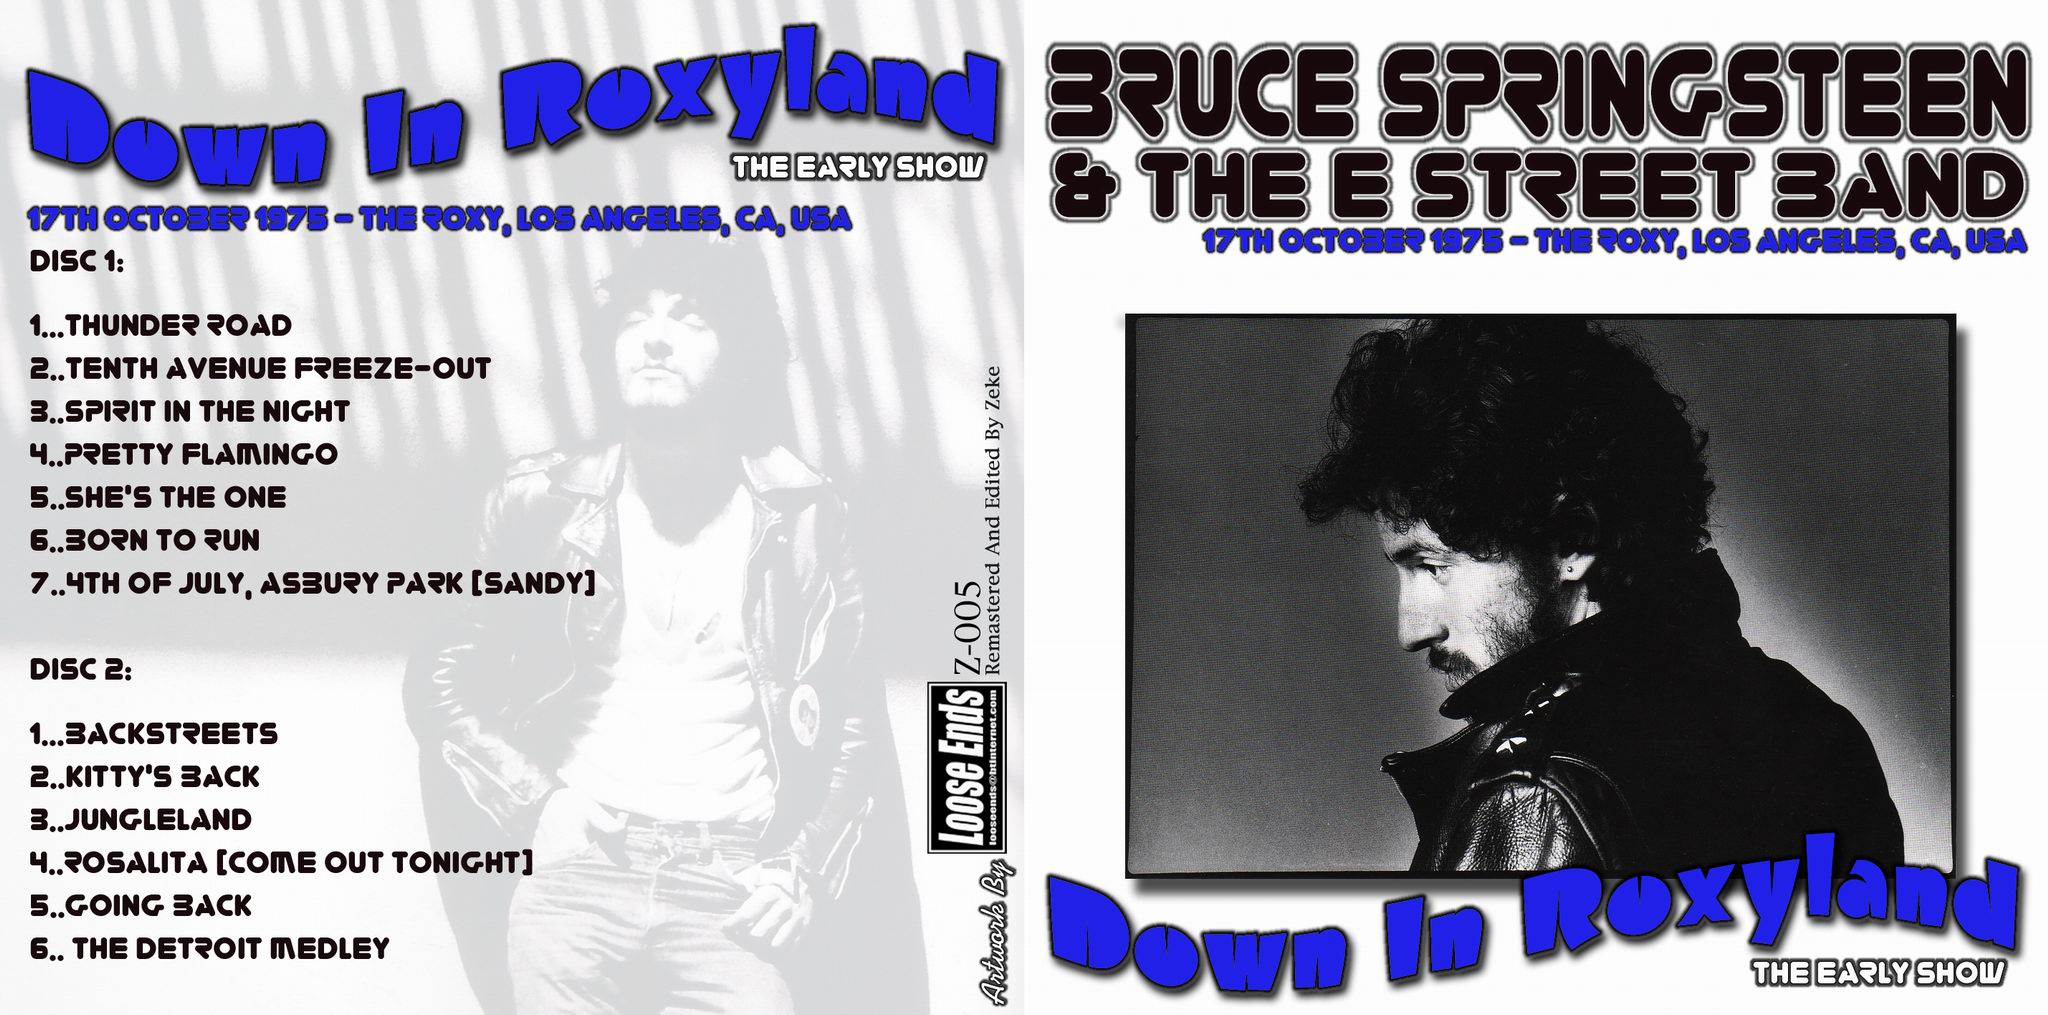 Down In Roxyland
THE EARLY SHOW
17TH OCTOBER 1975 - THE ROXY, LOS ANGELES, CA, USA
DISC 1:
1...THUNDER ROAD
2..TENTH AVENUE FREEZE-OUT
3..SPIRIT IN THE NIGHT
4..PRETTY FLAMINGO
5..SHE'S THE ONE
6..BORN TO RUN
7..4TH OF JULY, ASBURY PARK [SANDY]
DISC 2:
1...BACKSTREETS
2..KITTY'S BACK
3..JUNGLELAND
4..ROSALITA [COME OUT TONIGHT]
5..GOING BACK
6.. THE DETROIT MEDLEY
Z-005
Remastered And Edited By Zeke
Loose Ends
looseends@btinternet.com
Artwork By
BRUCE SPRINGSTEEN
& THE E STREET BAND
17TH OCTOBER 1975 - THE ROXY, LOS ANGELES, CA, USA
Down In Roxyland
THE EARLY SHOW